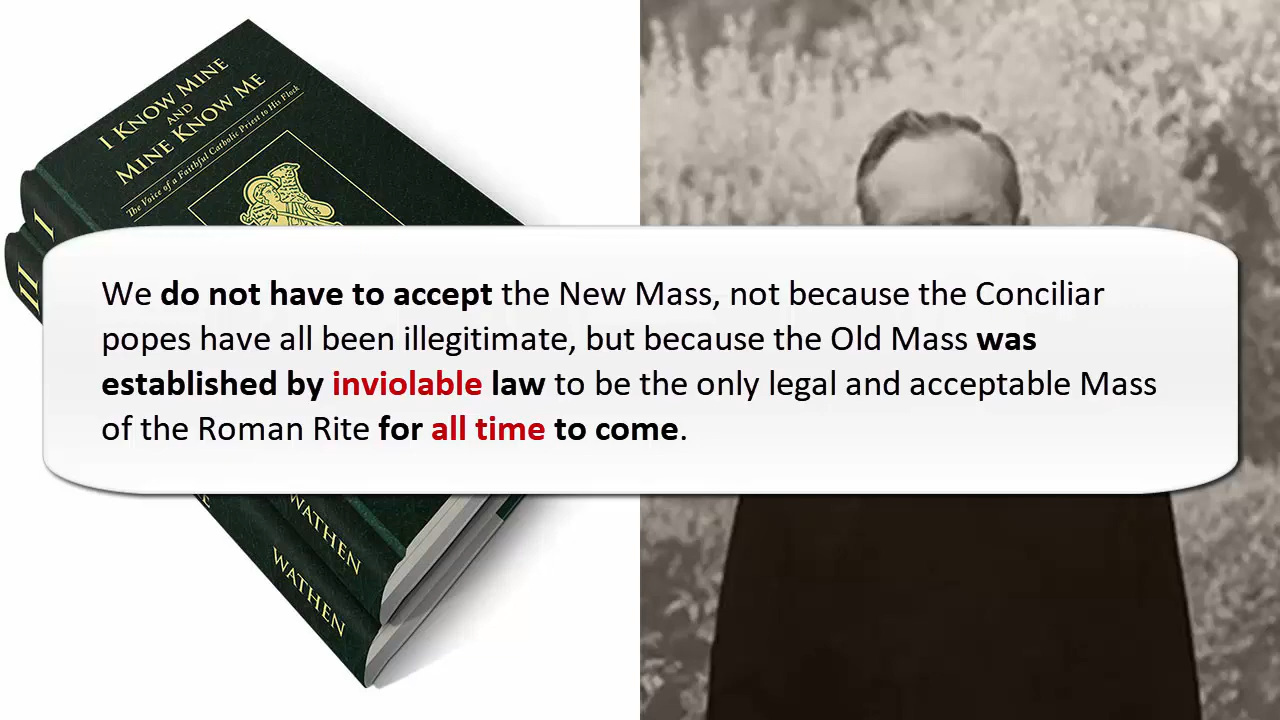 I KNOW MINE
AND
MINE KNOW ME
The Voice of a Faithful Catholic Priest to His Flock
I
II
We do not have to accept the New Mass, not because the Conciliar
popes have all been illegitimate, but because the Old Mass was
established by inviolable law to be the only legal and acceptable Mass
of the Roman Rite for all time to come.
WATHEN
WATHEN